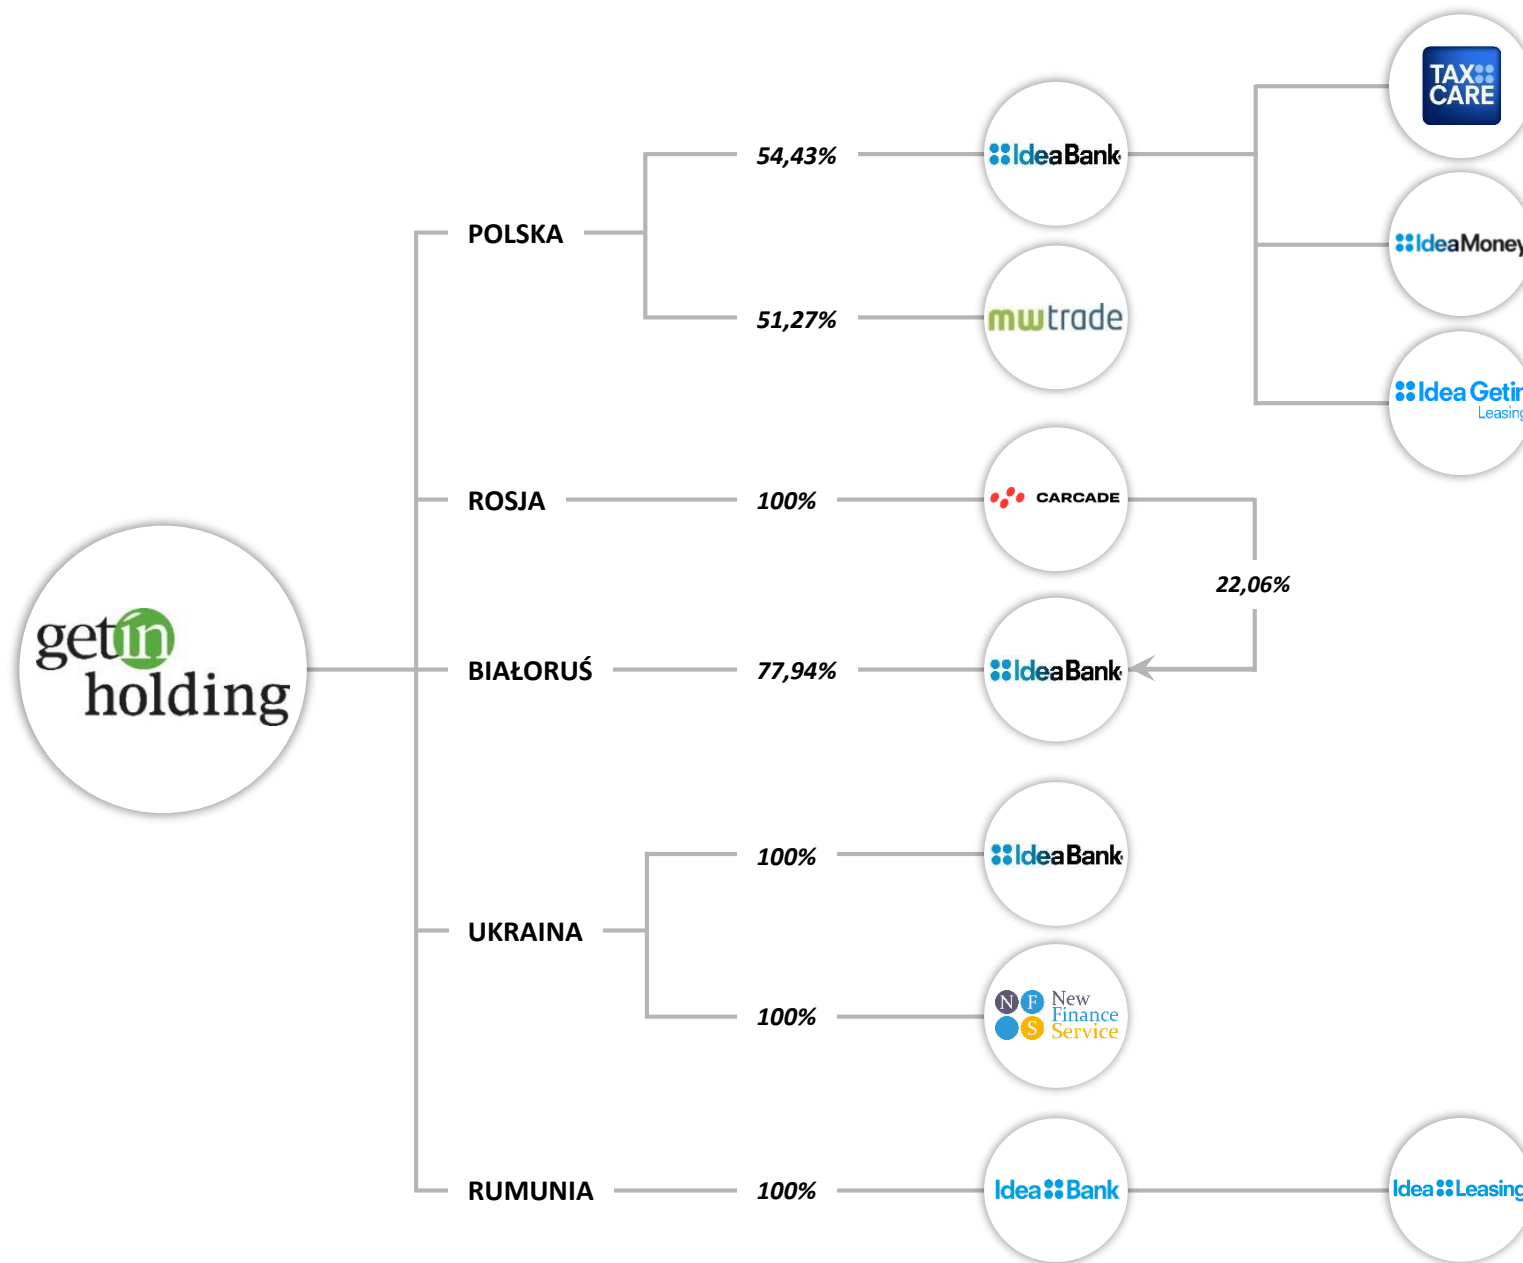 getin
holding
POLSKA
54,43%
IdeaBank
TAX
CARE
IdeaMoney
Idea Getin
Leasing
51,27%
mwtrade
ROSJA
100%
CARCADE
22,06%
BIAŁORUŚ
77,94%
IdeaBank
UKRAINA
100%
IdeaBank
100%
N F
S
New
Finance
Service
RUMUNIA
100%
Idea Bank
Idea Leasing